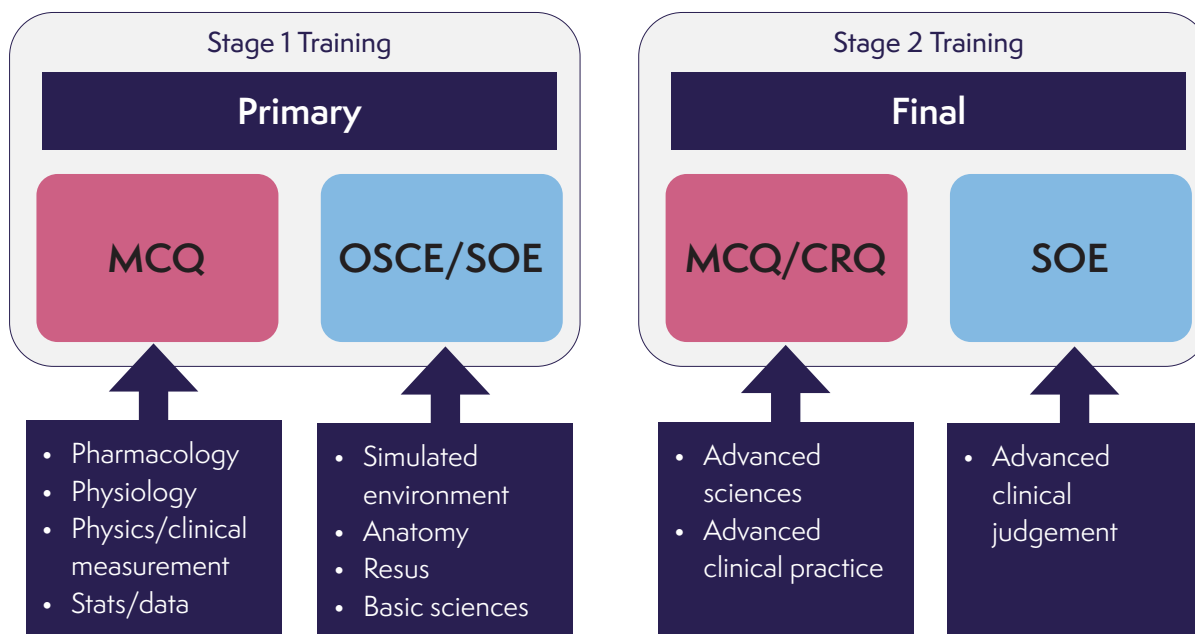 Stage 1 Training
Primary
MCQ
OSCE/SOE
• Pharmacology
• Physiology
• Physics/clinical
measurement
• Stats/data
• Simulated
environment
• Anatomy
• Resus
• Basic sciences
Stage 2 Training
Final
MCQ/CRQ
SOE
• Advanced
sciences
• Advanced
clinical practice
• Advanced
clinical
judgement